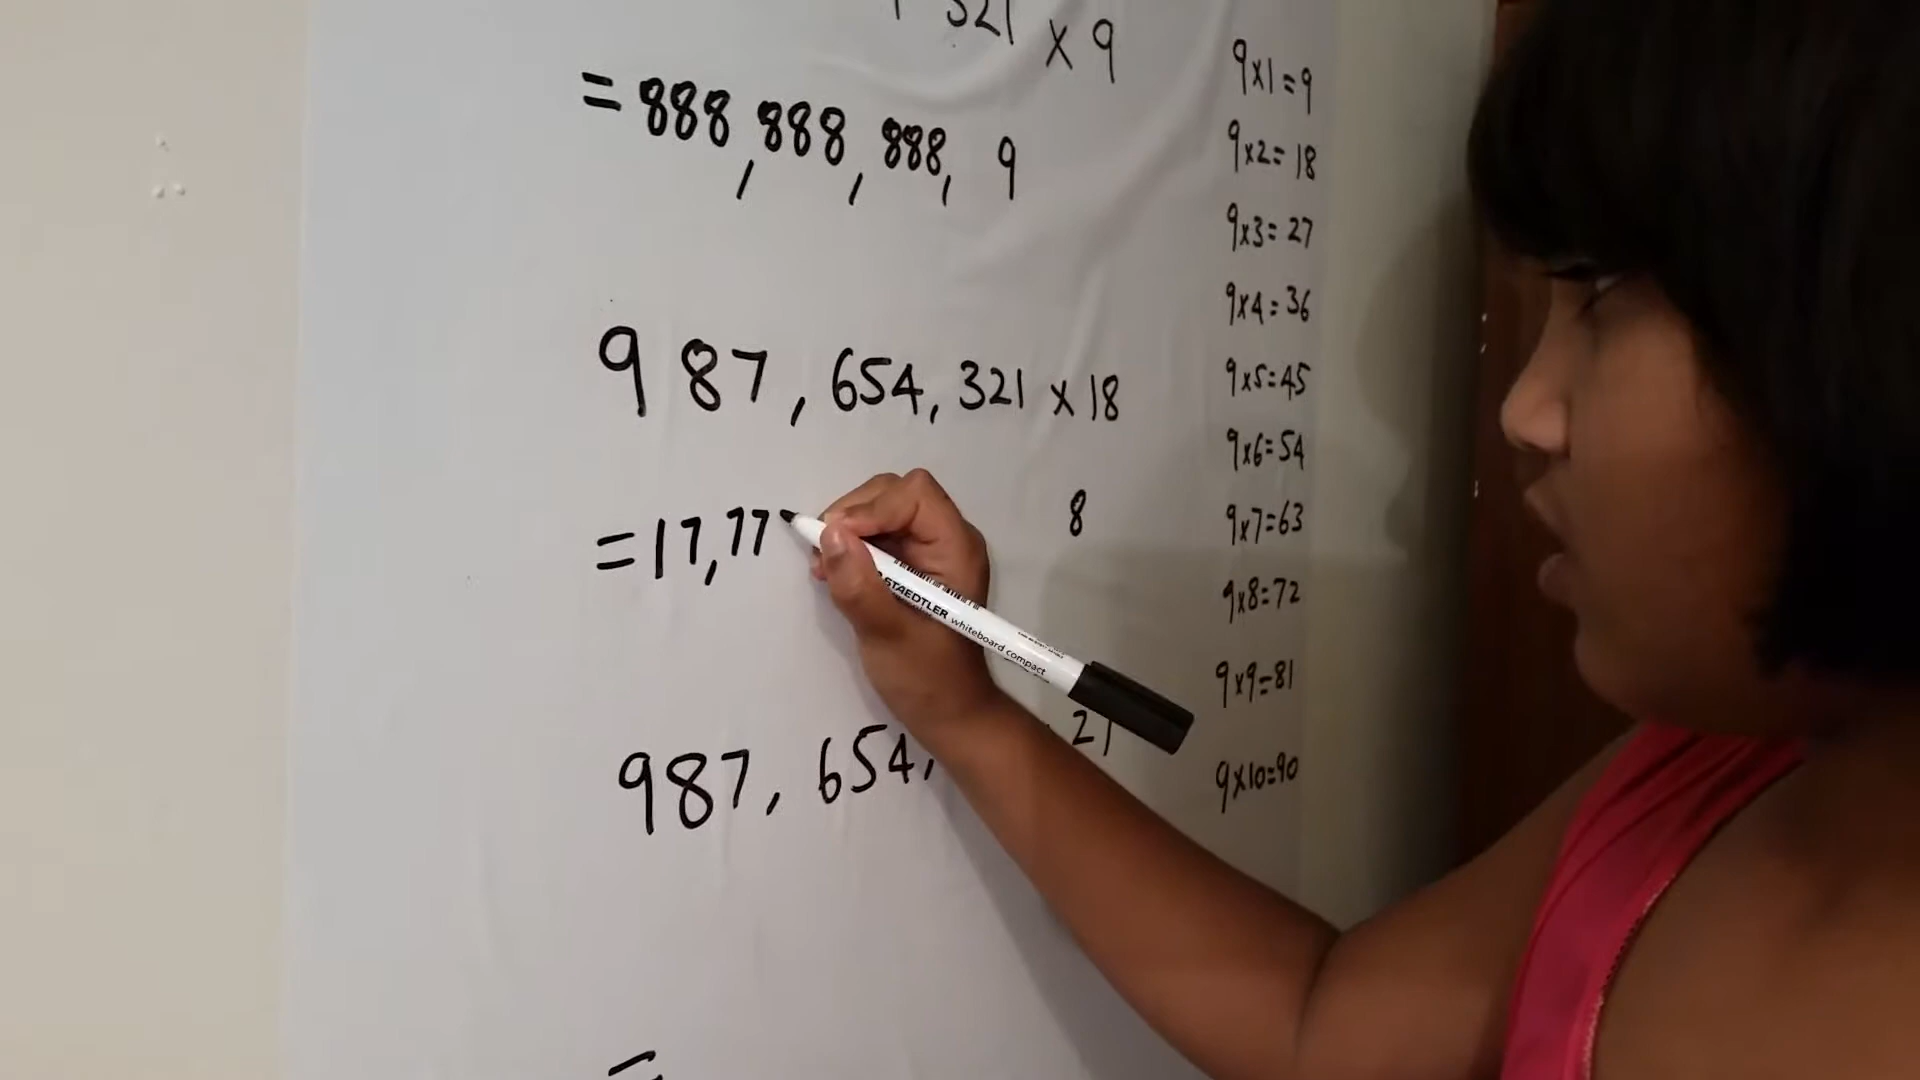 321 x 9
= 888,888,888, 9
987,654,321 x 18
= 17,77 8
987, 654, 21
=
9x1=9
9x2=18
9x3=27
9x4=36
9x5=45
9x6=54
9x7=63
9x8=72
9x9=81
9x10=90
STAEDTLER
whiteboard compact